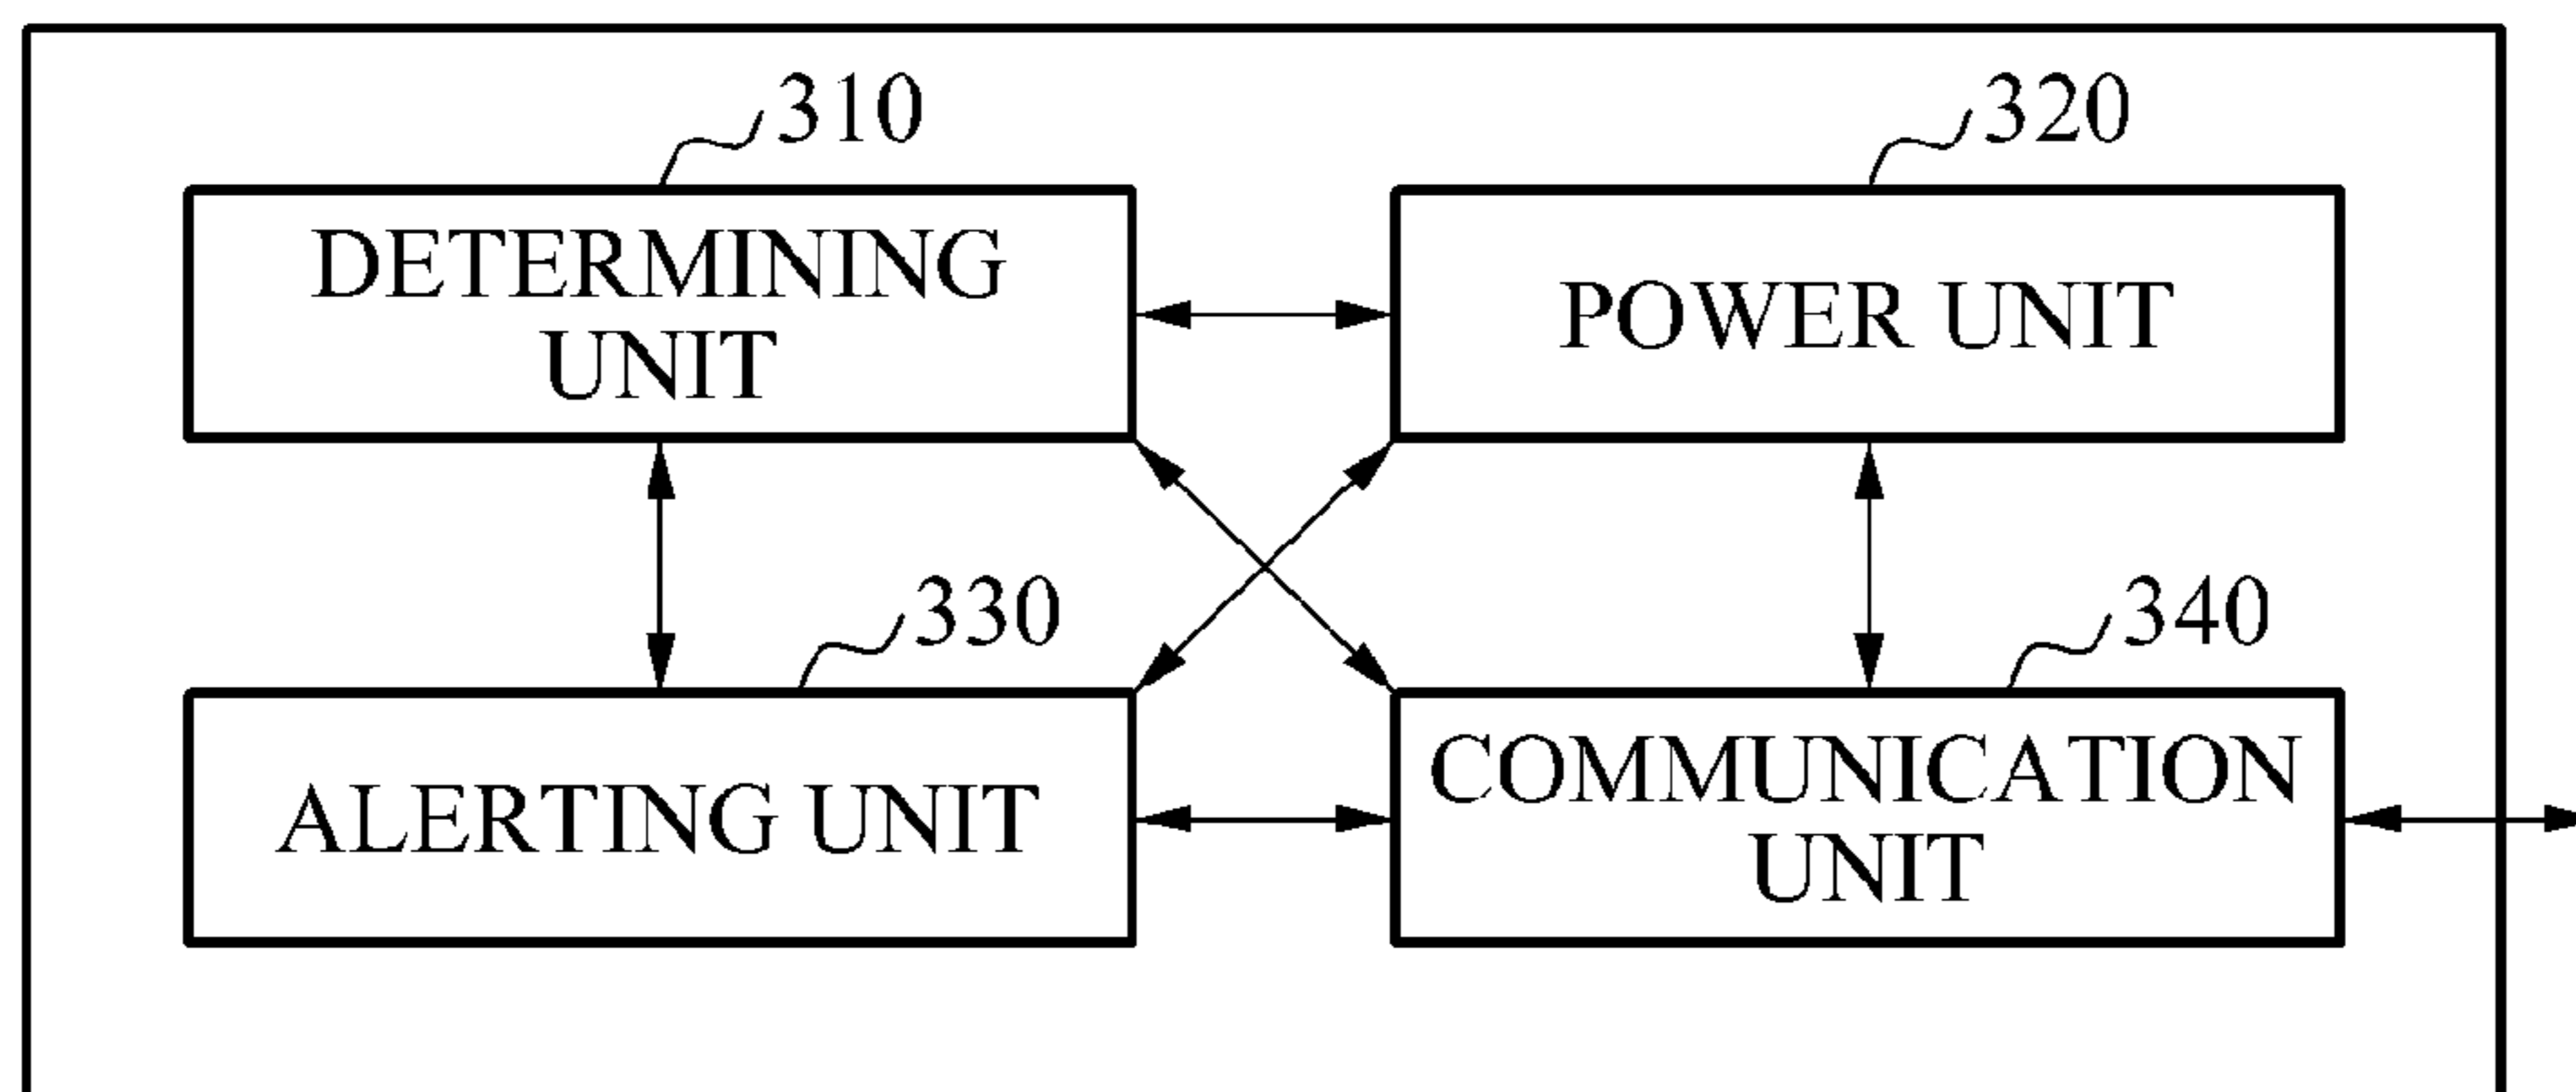 310
320
DETERMINING
UNIT
POWER UNIT
330
340
ALERTING UNIT
COMMUNICATION
UNIT